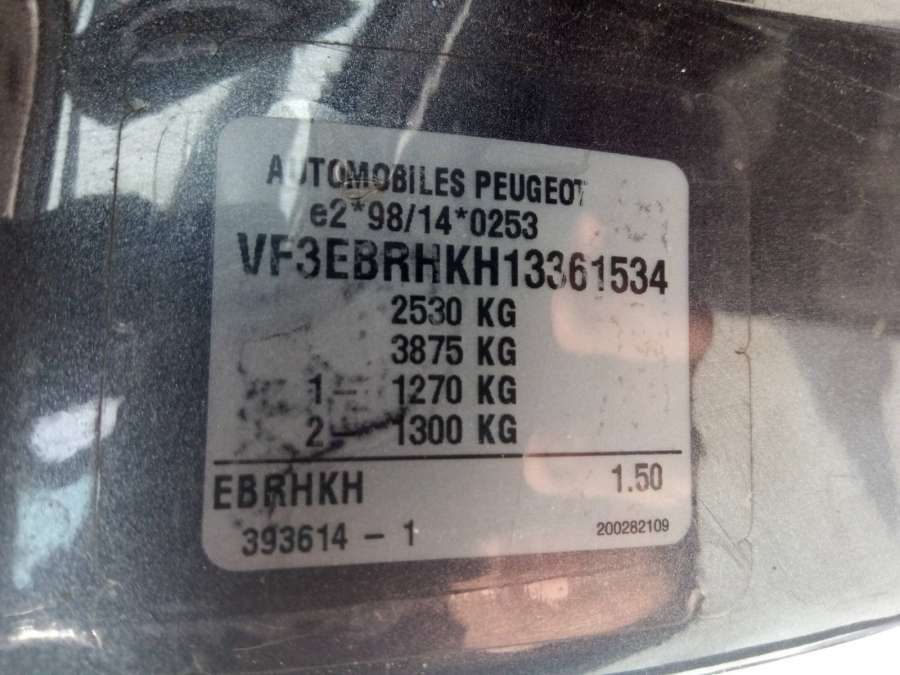 AUTOMOBILES PEUGEOT
e2*98/14*0253
VF3EBRHKH13361534
2530 KG
3875 KG
1- 1270 KG
2- 1300 KG
EBRHKH 1.50
393614 - 1 200282109